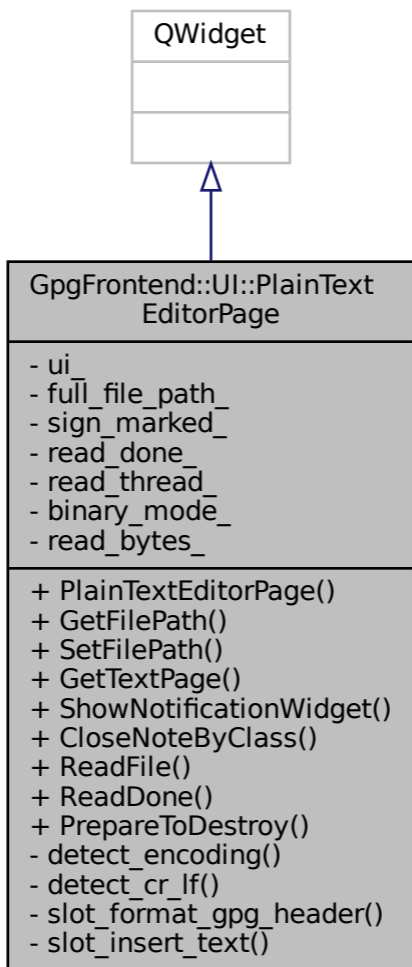 QWidget
GpgFrontend::UI::PlainText
EditorPage
- ui_
- full_file_path_
- sign_marked_
- read_done_
- read_thread_
- binary_mode_
- read_bytes_
+ PlainTextEditorPage()
+ GetFilePath()
+ SetFilePath()
+ GetTextPage()
+ ShowNotificationWidget()
+ CloseNoteByClass()
+ ReadFile()
+ ReadDone()
+ PrepareToDestroy()
- detect_encoding()
- detect_cr_lf()
- slot_format_gpg_header()
- slot_insert_text()